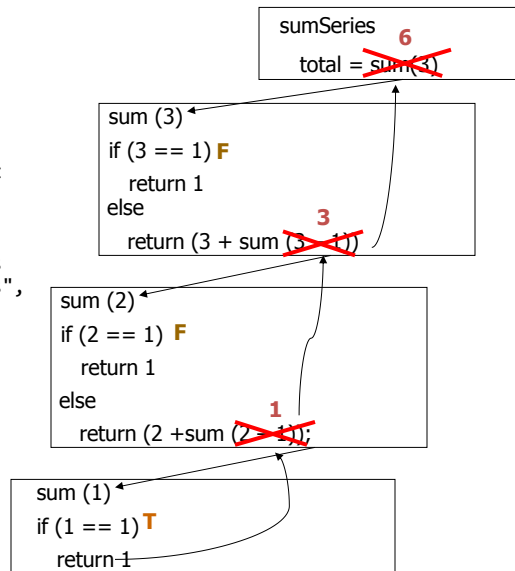 sumSeries
6
total = sum(3)
sum (3)
if (3 == 1) F
return 1
else
3
return (3 + sum (3 - 1))
",
sum (2)
if (2 == 1) F
return 1
else
1
return (2 +sum (2 - 1));
sum (1)
if (1 == 1) T
return 1